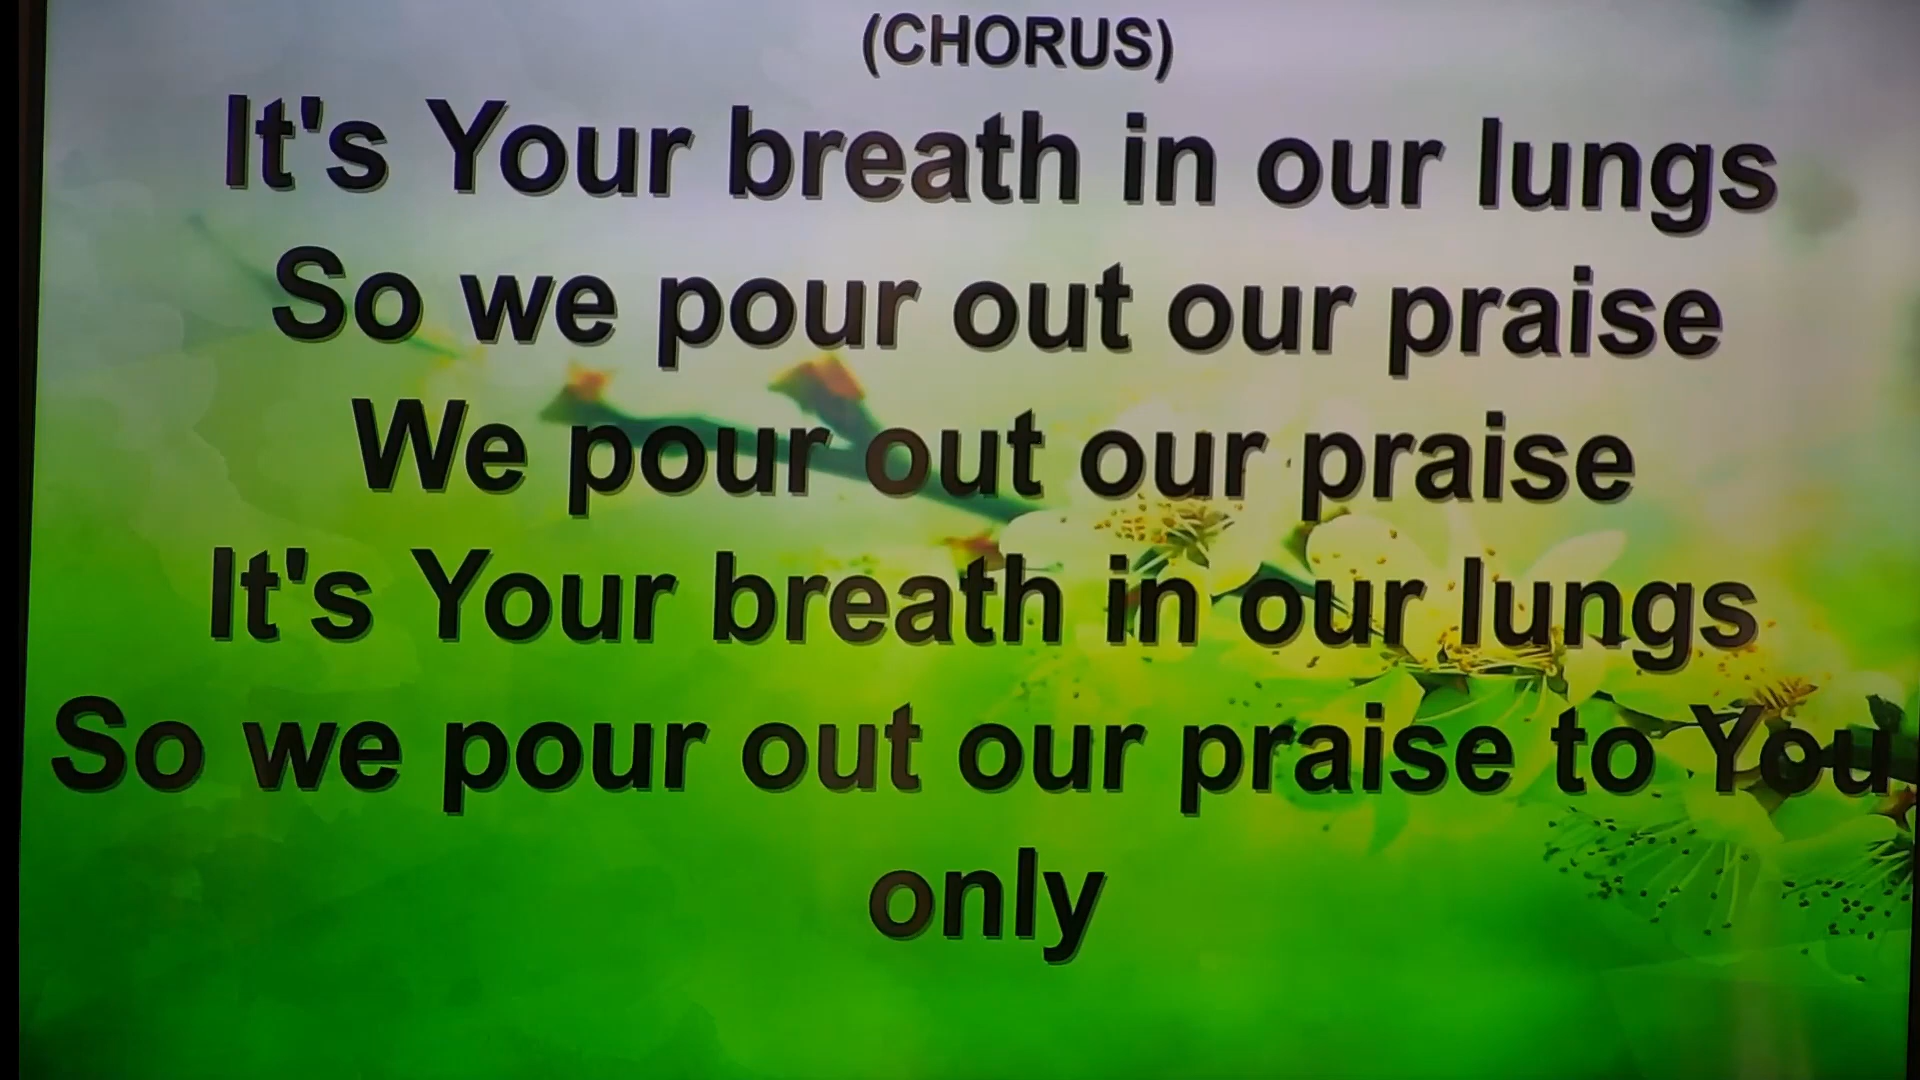 (CHORUS)
It's Your breath in our lungs
So we pour out our praise
We pour out our praise
It's Your breath in our lungs
So we pour out our praise to You
only